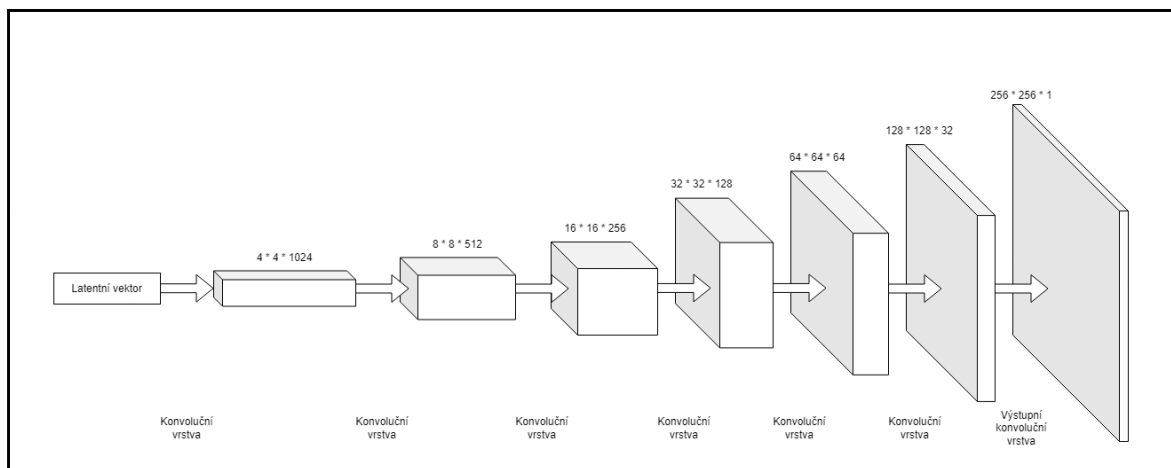 256 * 256 * 1
128 * 128 * 32
64 * 64 * 64
32 * 32 * 128
16 * 16 * 256
8 * 8 * 512
4 * 4 * 1024
Latentní vektor
Konvoluční
vrstva
Konvoluční
vrstva
Konvoluční
vrstva
Konvoluční
vrstva
Konvoluční
vrstva
Konvoluční
vrstva
Výstupní
konvoluční
vrstva